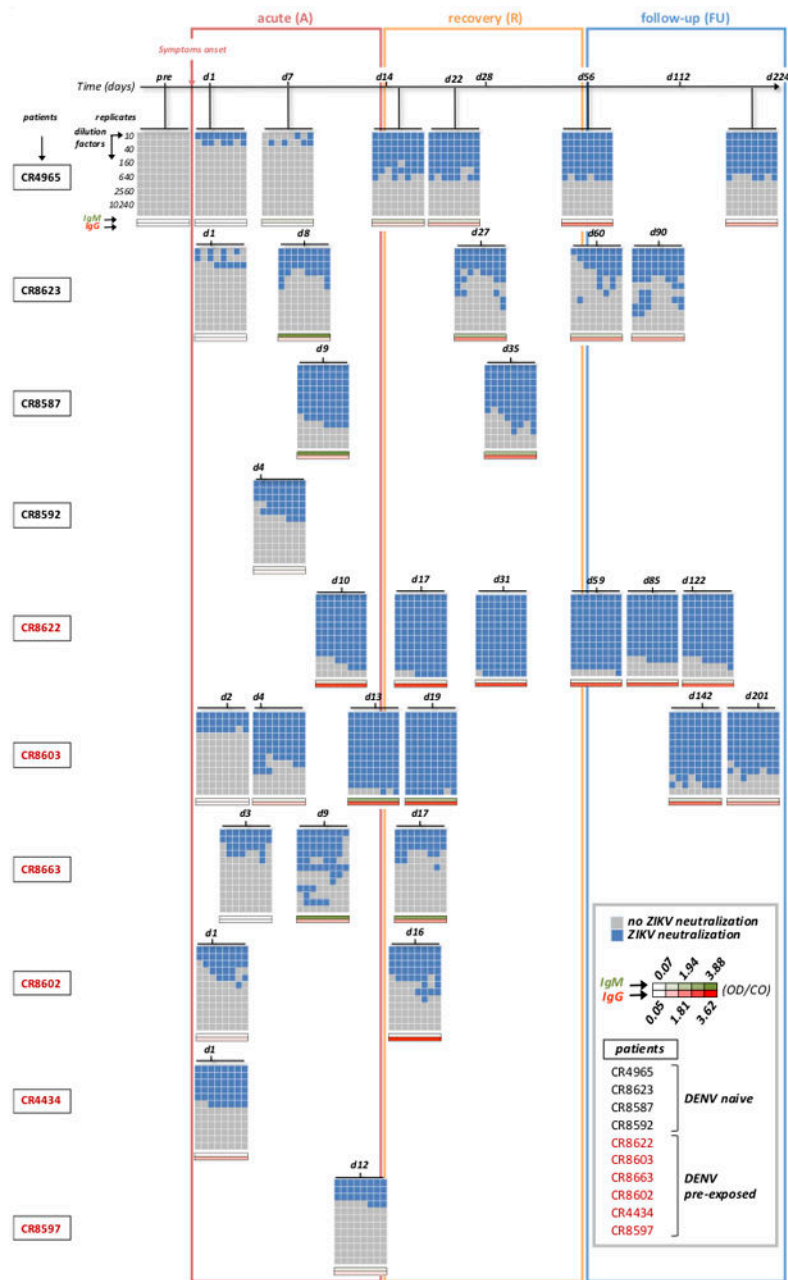 acute (A) recovery (R) follow-up (FU)
Symptoms onset
Time (days) pre d1 d7 d14 d22 d28 d56 d112 d224
patients replicates
dilution factors
10
40
160
640
2560
10240
CR4965
IgM
IgG
d1 d8 d27 d60 d90
CR8623
d9 d35
CR8587
d4
CR8592
d10 d17 d31 d59 d85 d122
CR8622
d2 d4 d13 d19 d142 d201
CR8603
d3 d9 d17
CR8663
d1 d16
CR8602
d1
CR4434
d12
CR8597
no ZIKV neutralization
ZIKV neutralization
0.07 1.94 3.88
IgM
IgG
(OD/CO)
0.05 1.81 3.62
patients
CR4965
CR8623
CR8587
CR8592
DENV naive
CR8622
CR8603
CR8663
CR8602
CR4434
CR8597
DENV
pre-exposed